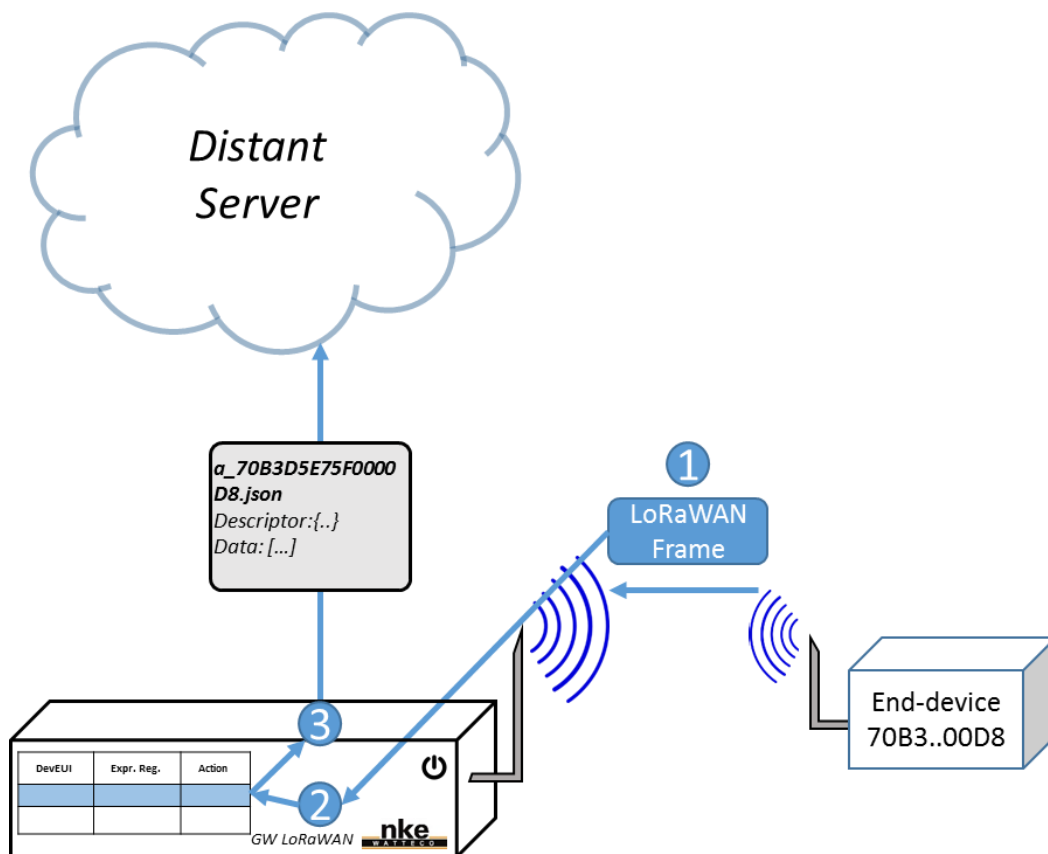 Distant
Server
a_70B3D5E75F0000
D8.json
Descriptor:{..}
Data: [...]
1
LoRaWAN
Frame
End-device
70B3..00D8
3
DevEUI Expr. Reg. Action
2
GW LoRaWAN
nke
WATTECO